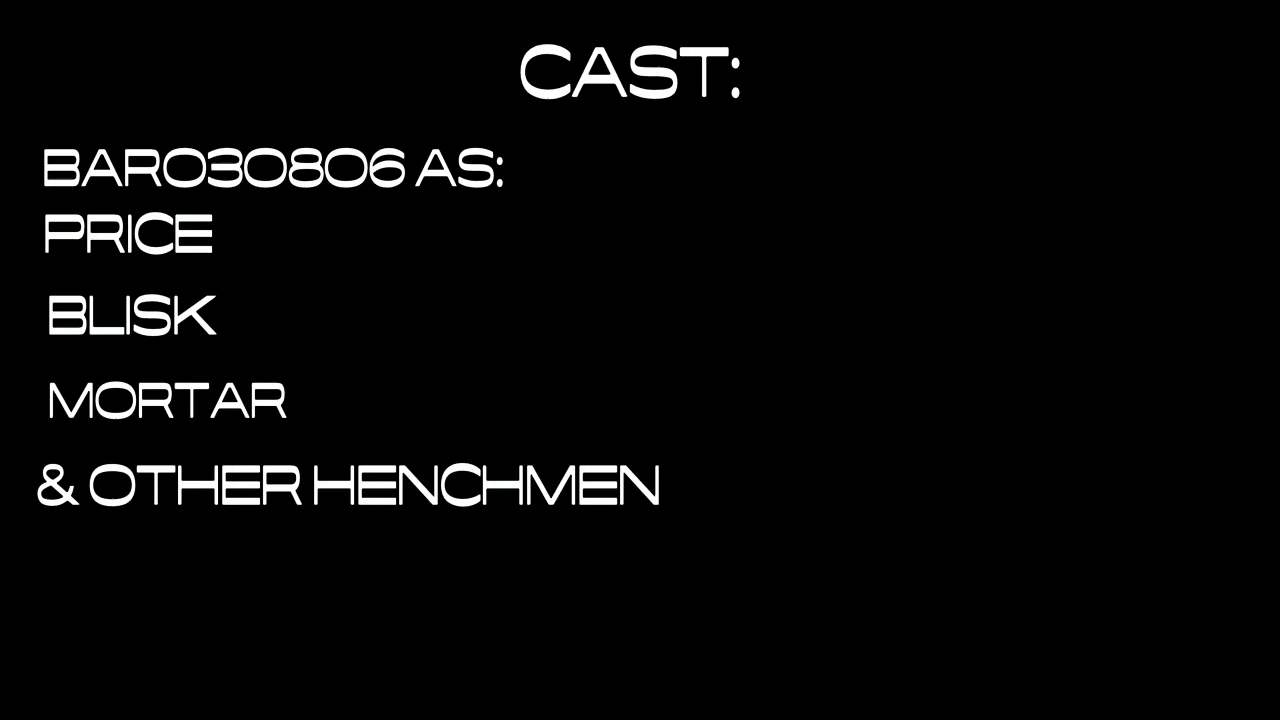 CAST:
BARO30806 AS:
PRICE
BLISK
MORTAR
& OTHER HENCHMEN